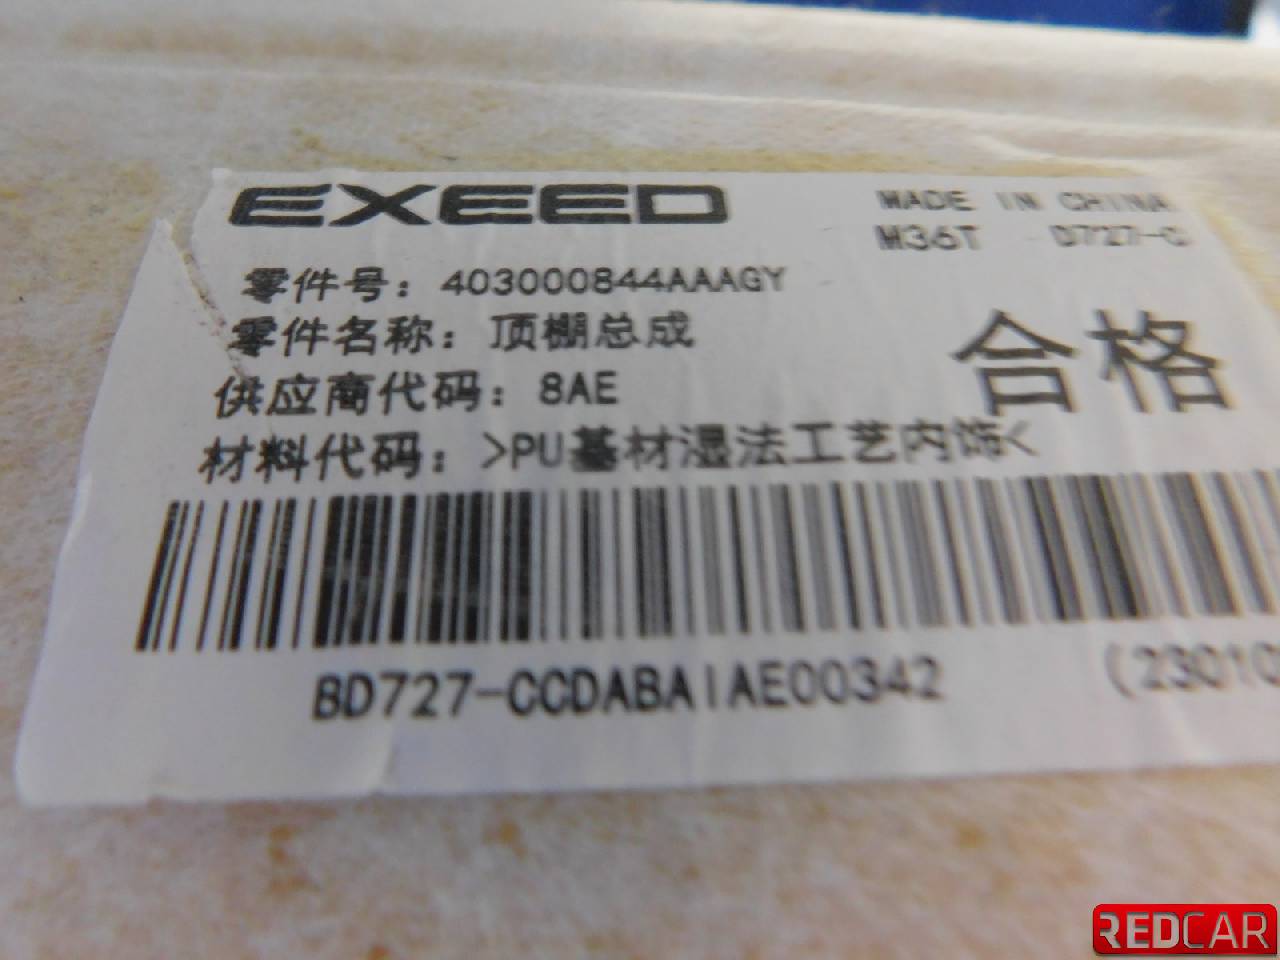 EXEED
MADE IN CHINA
M36T D727-C
零件号：403000844AAAGY
零件名称：顶棚总成
供应商代码：8AE
合格
材料代码：>PU基材湿法工艺内饰<
BD727-CCDABAIAE00342
(2301
REDCAR